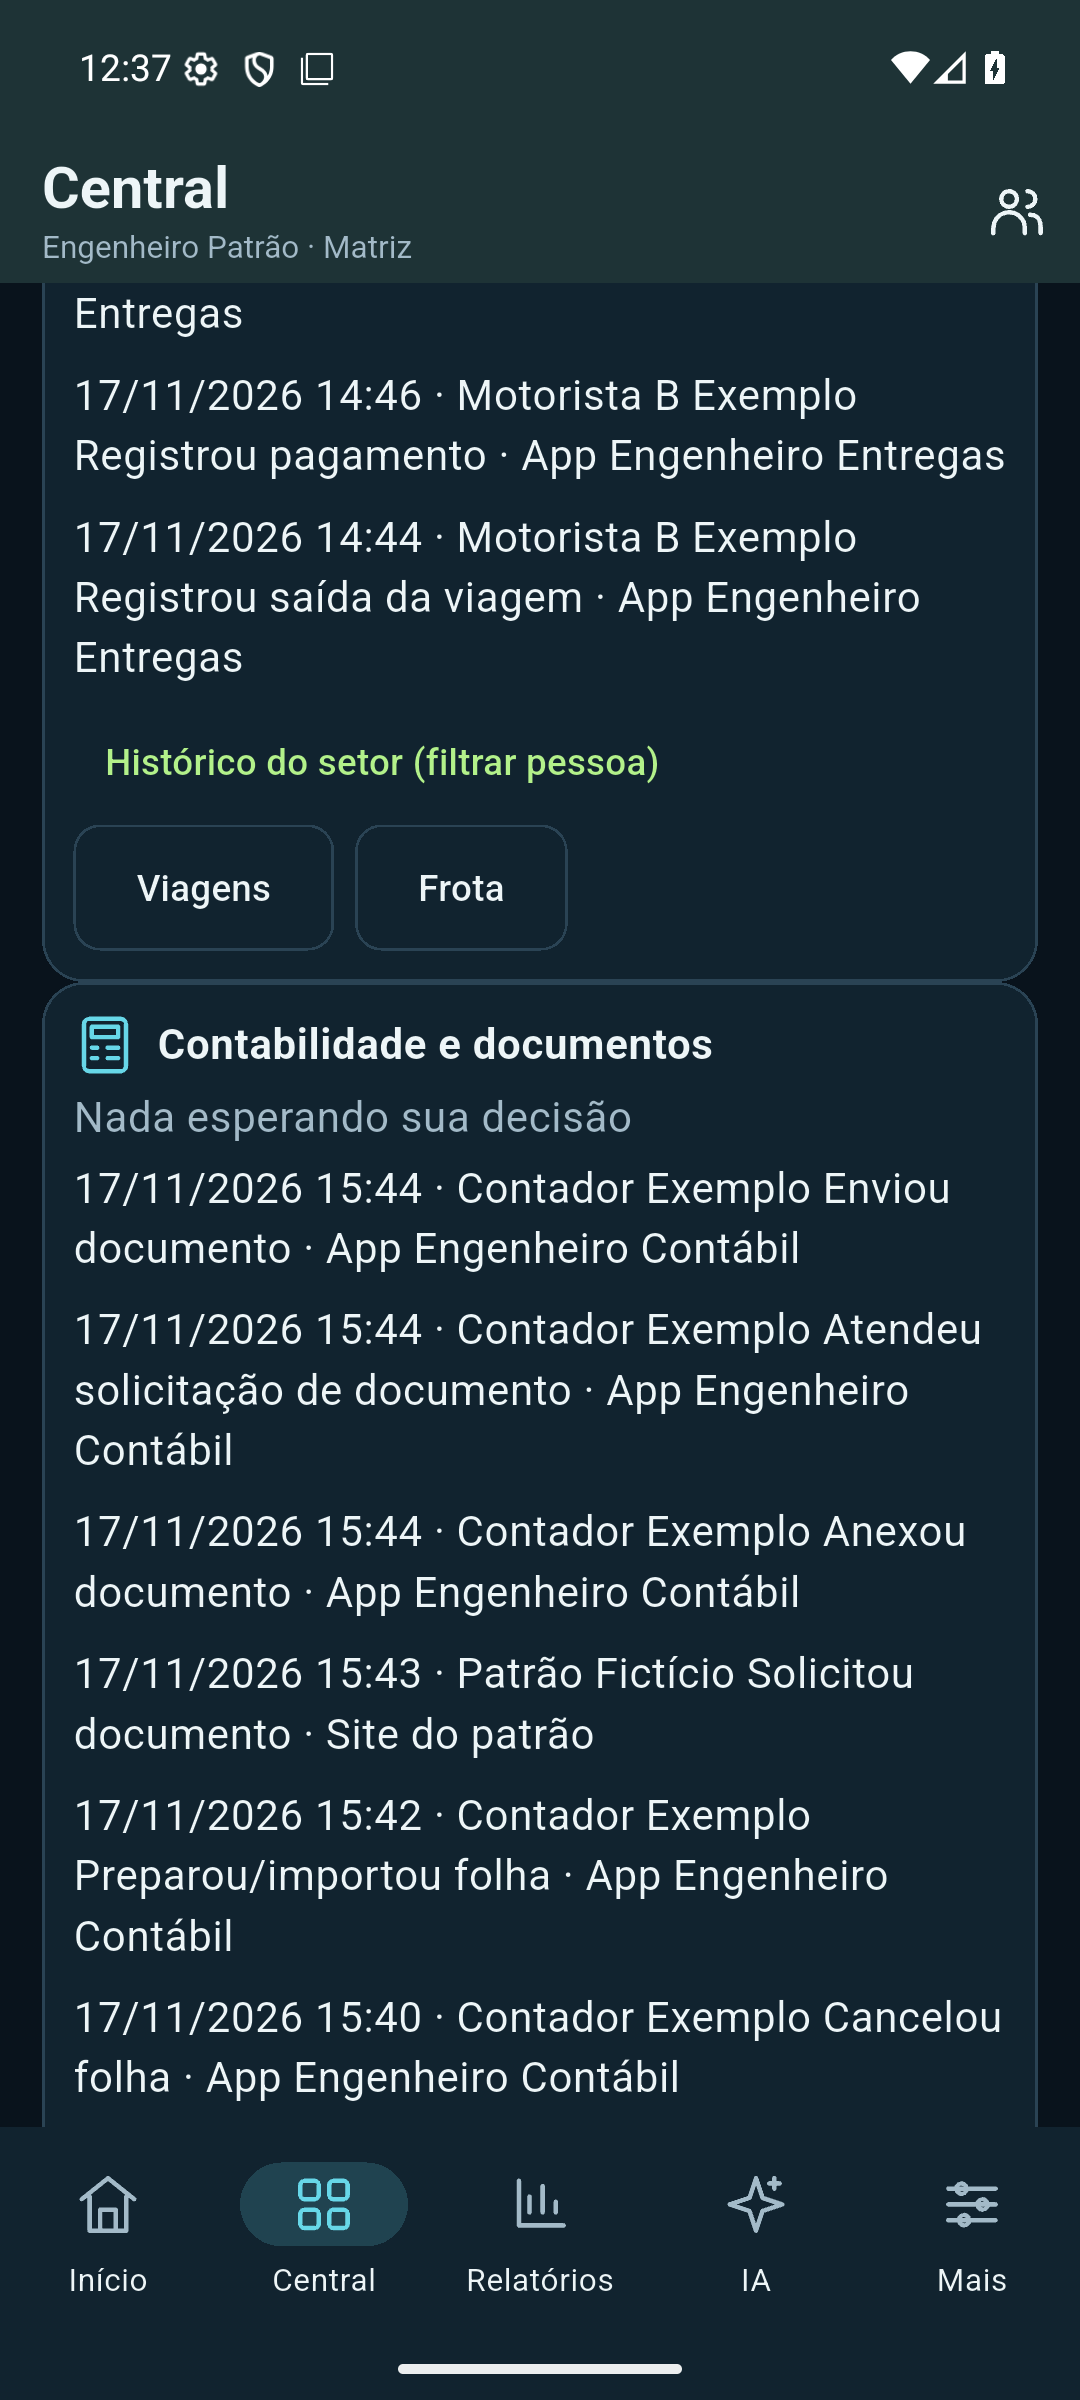 12:37
Central
Engenheiro Patrão · Matriz
Entregas
17/11/2026 14:46 · Motorista B Exemplo
Registrou pagamento · App Engenheiro Entregas
17/11/2026 14:44 · Motorista B Exemplo
Registrou saída da viagem · App Engenheiro
Entregas
Histórico do setor (filtrar pessoa)
Viagens
Frota
Contabilidade e documentos
Nada esperando sua decisão
17/11/2026 15:44 · Contador Exemplo Enviou
documento · App Engenheiro Contábil
17/11/2026 15:44 · Contador Exemplo Atendeu
solicitação de documento · App Engenheiro
Contábil
17/11/2026 15:44 · Contador Exemplo Anexou
documento · App Engenheiro Contábil
17/11/2026 15:43 · Patrão Fictício Solicitou
documento · Site do patrão
17/11/2026 15:42 · Contador Exemplo
Preparou/importou folha · App Engenheiro
Contábil
17/11/2026 15:40 · Contador Exemplo Cancelou
folha · App Engenheiro Contábil
Início
Central
Relatórios
IA
Mais